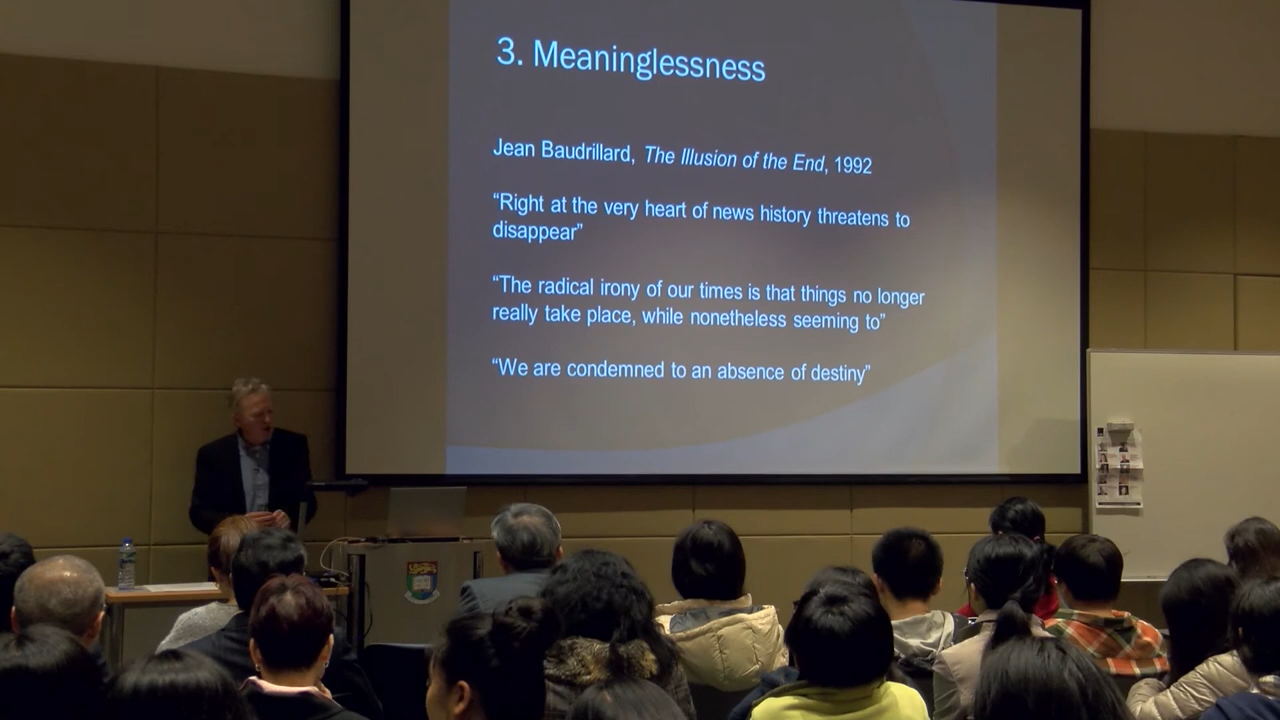 3. Meaninglessness
Jean Baudrillard, The Illusion of the End, 1992
“Right at the very heart of news history threatens to
disappear”
“The radical irony of our times is that things no longer
really take place, while nonetheless seeming to”
“We are condemned to an absence of destiny”